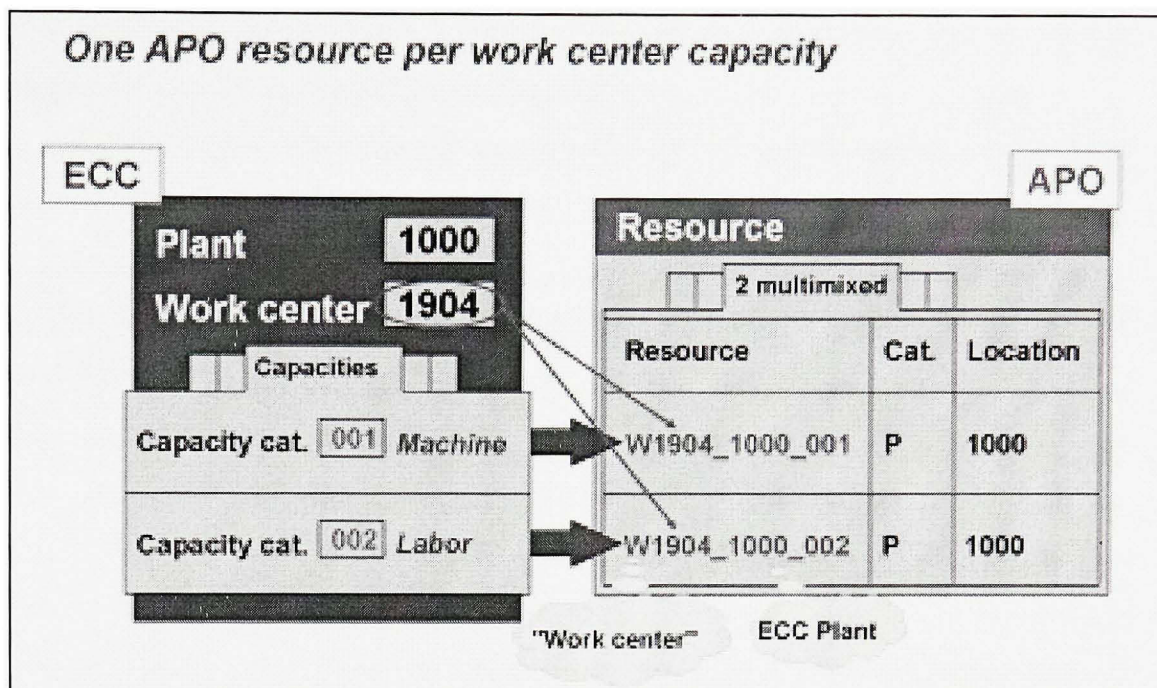 One APO resource per work center capacity
ECC
APO
Plant 1000
Work center 1904
Capacities
Capacity cat. 001 Machine
Capacity cat. 002 Labor
Resource
2 multimixed
Resource Cat. Location
W1904_1000_001 P 1000
W1904_1000_002 P 1000
"Work center"
ECC Plant